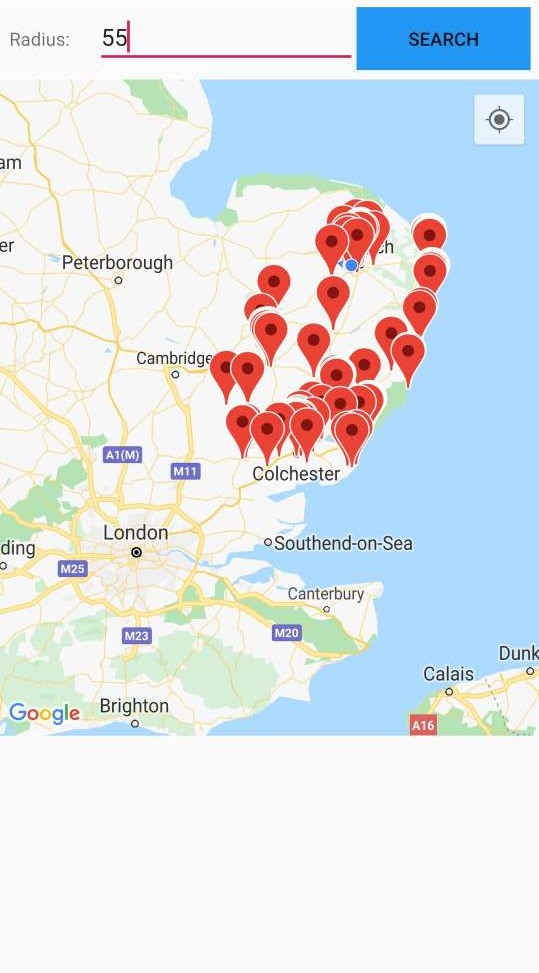 Radius: 55 SEARCH
am
er
ch
Peterborough
Cambridge
A1(M)
M11
Colchester
London
ding
Southend-on-Sea
M25
Canterbury
M23
M20
Dunk
Calais
Brighton
Google
A16